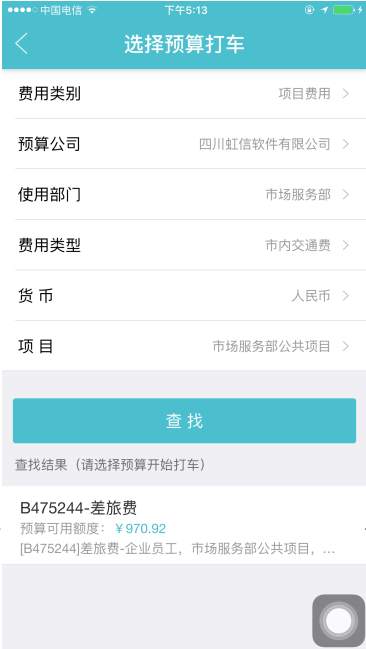 中国电信 下午5:13
选择预算打车
费用类别 项目费用
预算公司 四川虹信软件有限公司
使用部门 市场服务部
费用类型 市内交通费
货 币 人民币
项 目 市场服务部公共项目
查 找
查找结果（请选择预算开始打车）
B475244-差旅费
预算可用额度：￥970.92
[B475244]差旅费-企业员工，市场服务部公共项目，…